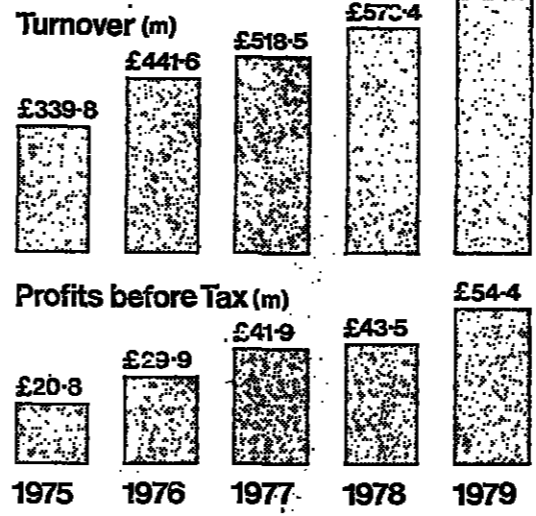 Turnover (m)
£339·8
£441·6
£518·5
Profits before Tax (m)
£20·8
£29·9
£41·9
£43·5
£54·4
1975 1976 1977 1978 1979